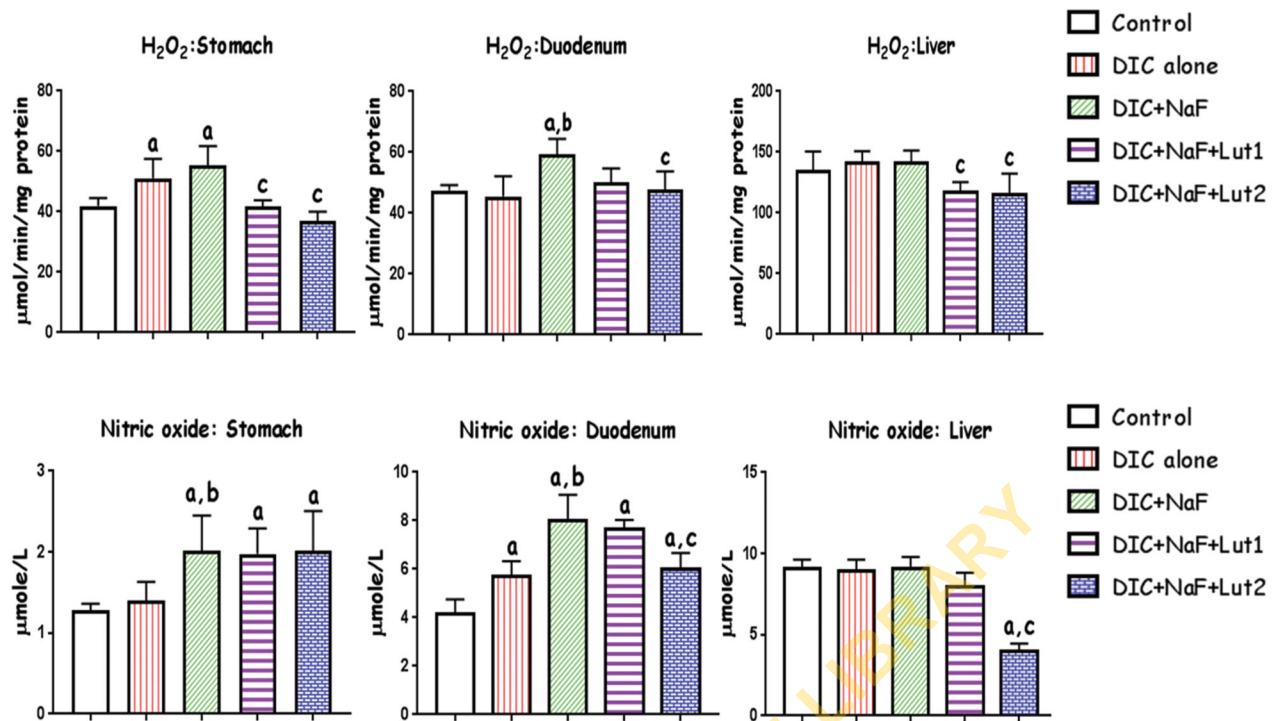 H₂O₂:Stomach
μmol/min/mg protein
80
60
40
20
0
a
a
c
c
H₂O₂:Duodenum
μmol/min/mg protein
80
60
40
20
0
a,b
c
H₂O₂:Liver
μmol/min/mg protein
200
150
100
50
0
c
c
Control
DIC alone
DIC+NaF
DIC+NaF+Lut1
DIC+NaF+Lut2
Nitric oxide: Stomach
μmole/L
3
2
1
0
a,b
a
a
Nitric oxide: Duodenum
μmole/L
10
8
6
4
2
0
a
a,b
a
a,c
Nitric oxide: Liver
μmole/L
15
10
5
0
a,c
Control
DIC alone
DIC+NaF
DIC+NaF+Lut1
DIC+NaF+Lut2
LIBRARY